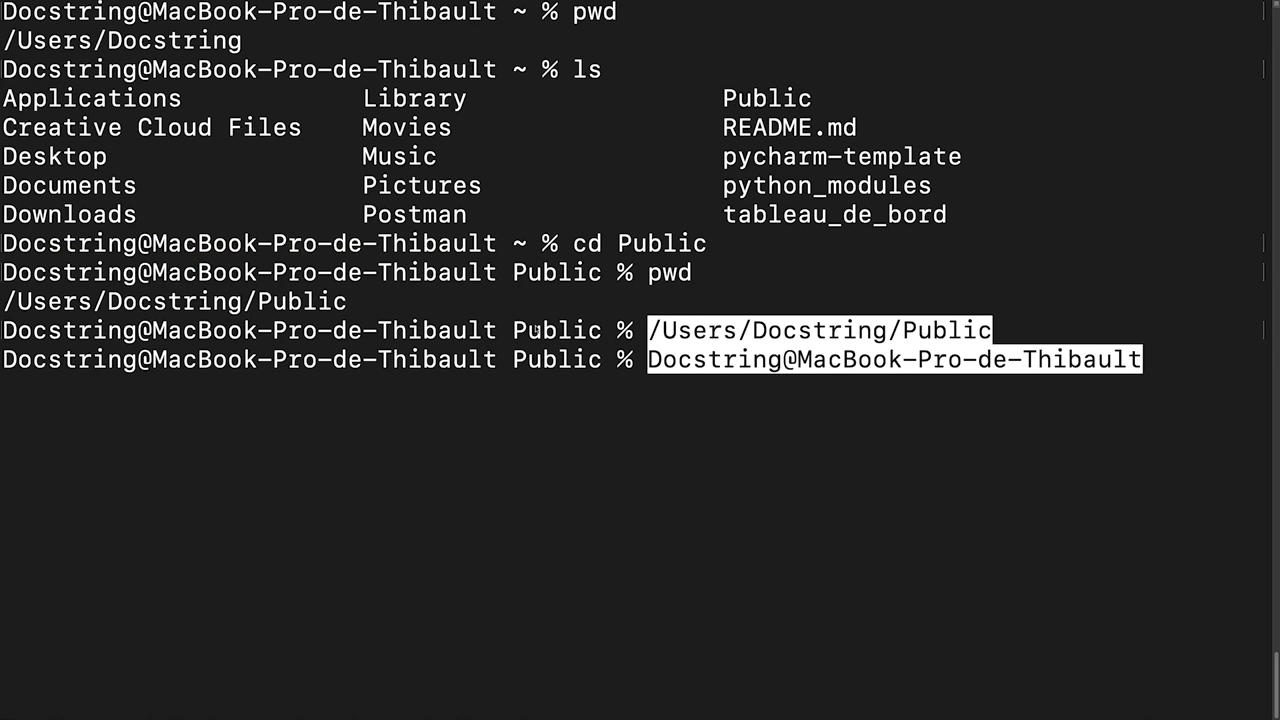 Docstring@MacBook-Pro-de-Thibault ~ % pwd
/Users/Docstring
Docstring@MacBook-Pro-de-Thibault ~ % ls
Applications Library Public
Creative Cloud Files Movies README.md
Desktop Music pycharm-template
Documents Pictures python_modules
Downloads Postman tableau_de_bord
Docstring@MacBook-Pro-de-Thibault ~ % cd Public
Docstring@MacBook-Pro-de-Thibault Public % pwd
/Users/Docstring/Public
Docstring@MacBook-Pro-de-Thibault Public % /Users/Docstring/Public
Docstring@MacBook-Pro-de-Thibault Public % Docstring@MacBook-Pro-de-Thibault